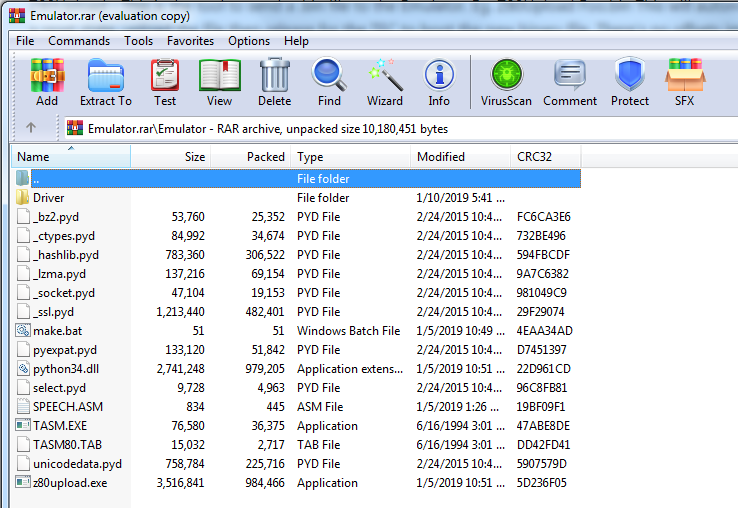 Emulator.rar (evaluation copy)
File Commands Tools Favorites Options Help
Add Extract To Test View Delete Find Wizard Info VirusScan Comment Protect SFX
Emulator.rar\Emulator - RAR archive, unpacked size 10,180,451 bytes
Name Size Packed Type Modified CRC32
.. File folder
Driver File folder 1/10/2019 5:41 ...
_bz2.pyd 53,760 25,352 PYD File 2/24/2015 10:4... FC6CA3E6
_ctypes.pyd 84,992 34,674 PYD File 2/24/2015 10:4... 732BE496
_hashlib.pyd 783,360 306,522 PYD File 2/24/2015 10:4... 594FBCDF
_lzma.pyd 137,216 69,154 PYD File 2/24/2015 10:4... 9A7C6382
_socket.pyd 47,104 19,153 PYD File 2/24/2015 10:4... 981049C9
_ssl.pyd 1,213,440 482,401 PYD File 2/24/2015 10:4... 29F29074
make.bat 51 51 Windows Batch File 1/5/2019 10:49 ... 4EAA34AD
pyexpat.pyd 133,120 51,842 PYD File 2/24/2015 10:4... D7451397
python34.dll 2,741,248 979,205 Application extens... 1/5/2019 10:51 ... 22D961CD
select.pyd 9,728 4,963 PYD File 2/24/2015 10:4... 96C8FB81
SPEECH.ASM 834 445 ASM File 1/5/2019 1:26 ... 19BF09F1
TASM.EXE 76,580 36,375 Application 6/16/1994 3:01 ... 47ABE8DE
TASM80.TAB 15,032 2,717 TAB File 6/16/1994 3:01 ... DD42FD41
unicodedata.pyd 758,784 225,716 PYD File 2/24/2015 10:4... 5907579D
z80upload.exe 3,516,841 984,466 Application 1/5/2019 10:51 ... 5D236F05